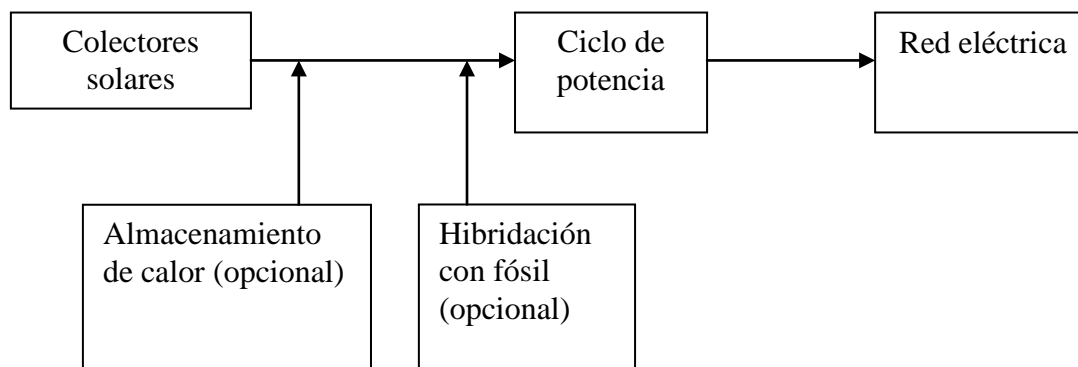 Colectores
solares
Ciclo de
potencia
Red eléctrica
Almacenamiento
de calor (opcional)
Hibridación
con fósil
(opcional)